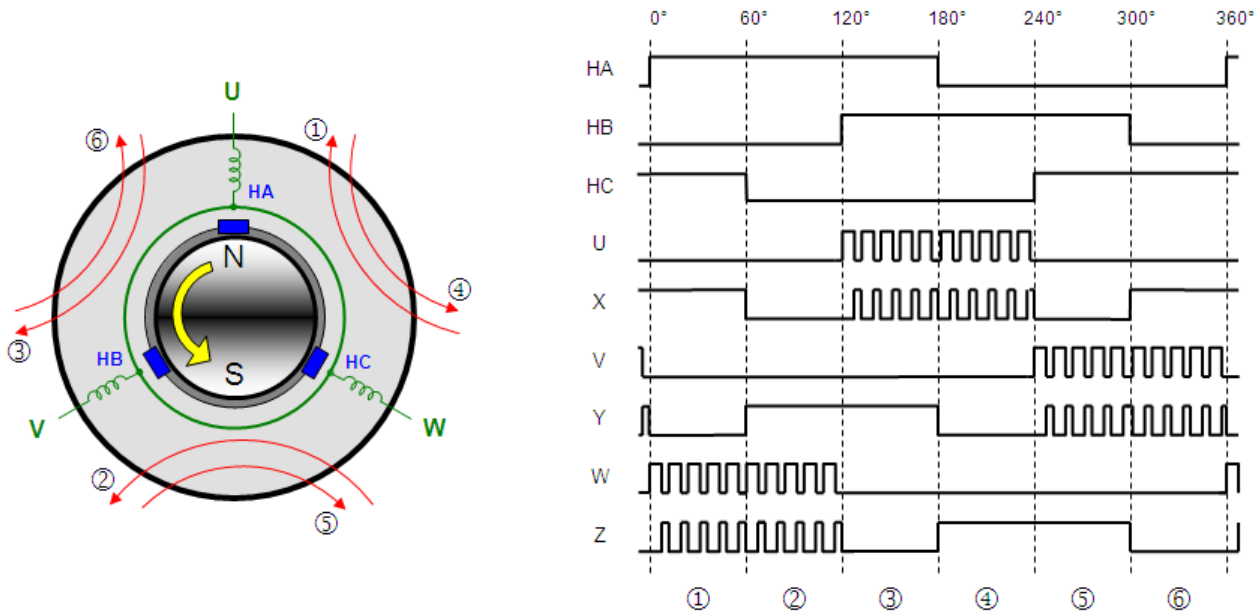 U
①
⑥
HA
N
④
③
HB
S
HC
V
W
②
⑤
0° 60° 120° 180° 240° 300° 360°
HA
HB
HC
U
X
V
Y
W
Z
① ② ③ ④ ⑤ ⑥